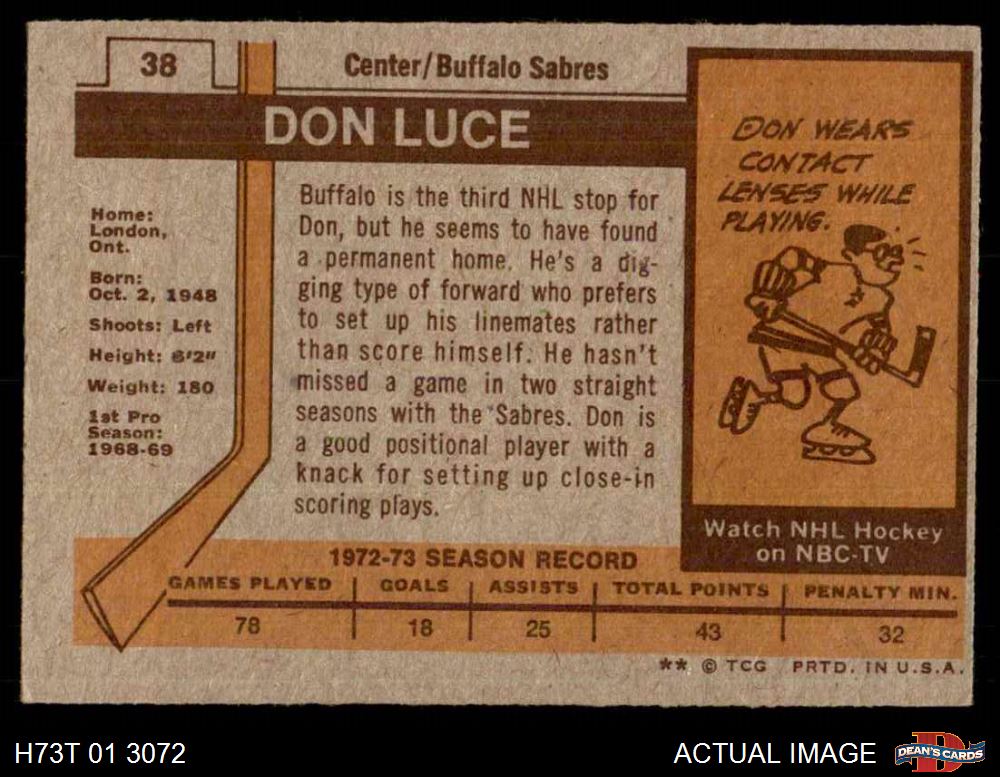 38
Center/Buffalo Sabres
DON LUCE
Home:
London,
Ont.
Born:
Oct. 2, 1948
Shoots: Left
Height: 6'2"
Weight: 180
1st Pro
Season:
1968-69
Buffalo is the third NHL stop for
Don, but he seems to have found
a permanent home. He's a dig-
ging type of forward who prefers
to set up his linemates rather
than score himself. He hasn't
missed a game in two straight
seasons with the Sabres. Don is
a good positional player with a
knack for setting up close-in
scoring plays.
DON WEARS
CONTACT
LENSES WHILE
PLAYING.
Watch NHL Hockey
on NBC-TV
1972-73 SEASON RECORD
GAMES PLAYED GOALS ASSISTS TOTAL POINTS PENALTY MIN.
78 18 25 43 32
** © TCG PRTD. IN U.S.A.
H73T 01 3072
ACTUAL IMAGE
DEAN'S CARDS